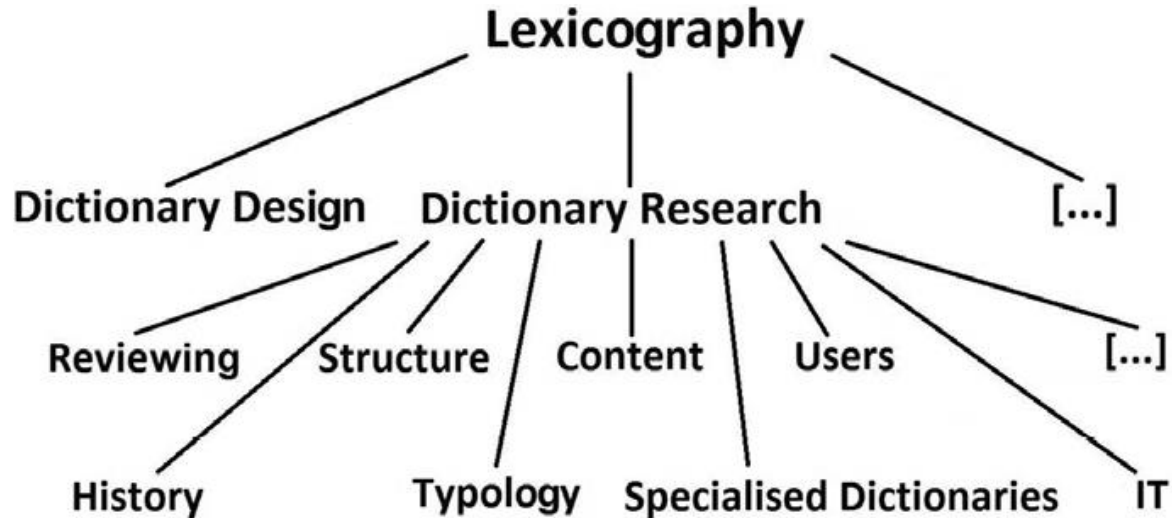 Lexicography
Dictionary Design Dictionary Research [...]
Reviewing Structure Content Users [...]
History Typology Specialised Dictionaries IT